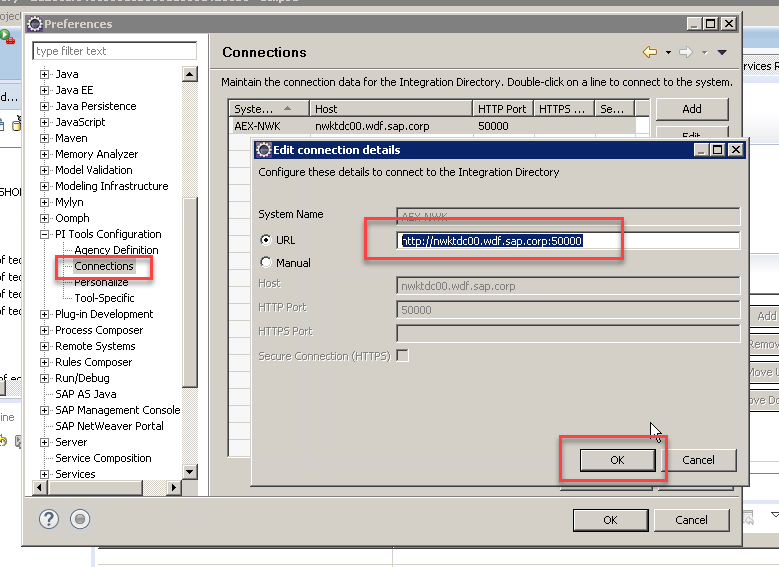 Preferences
type filter text
Java
Java EE
Java Persistence
JavaScript
Maven
Memory Analyzer
Model Validation
Modeling Infrastructure
Mylyn
Oomph
PI Tools Configuration
Agency Definition
Connections
Personalize
Tool-Specific
Plug-in Development
Process Composer
Remote Systems
Rules Composer
Run/Debug
SAP AS Java
SAP Management Console
SAP NetWeaver Portal
Server
Service Composition
Services
Connections
Maintain the connection data for the Integration Directory. Double-click on a line to connect to the system.
Syste... Host HTTP Port HTTPS ... Se...
AEX-NWK nwktdc00.wdf.sap.corp 50000
Add
Edit
Edit connection details
Configure these details to connect to the Integration Directory
System Name AEX-NWK
URL http://nwktdc00.wdf.sap.corp:50000
Manual
Host nwktdc00.wdf.sap.corp
HTTP Port 50000
HTTPS Port
Secure Connection (HTTPS)
OK Cancel
OK Cancel
Add